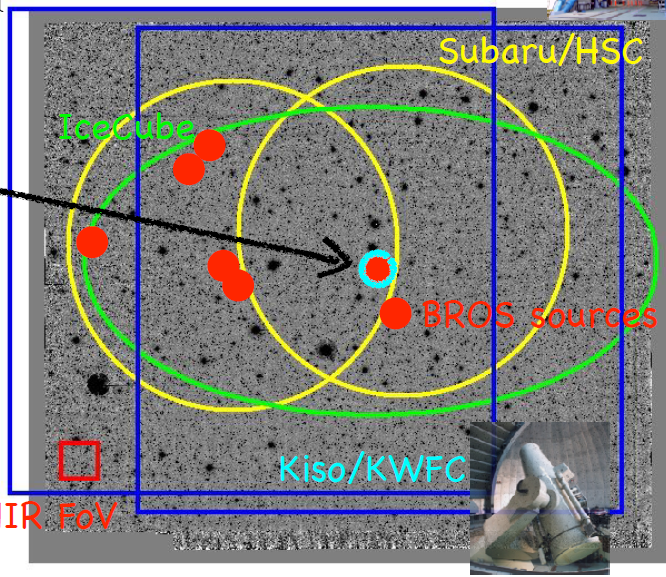 Subaru/HSC
IceCube
BROS sources
Kiso/KWFC
IR FoV